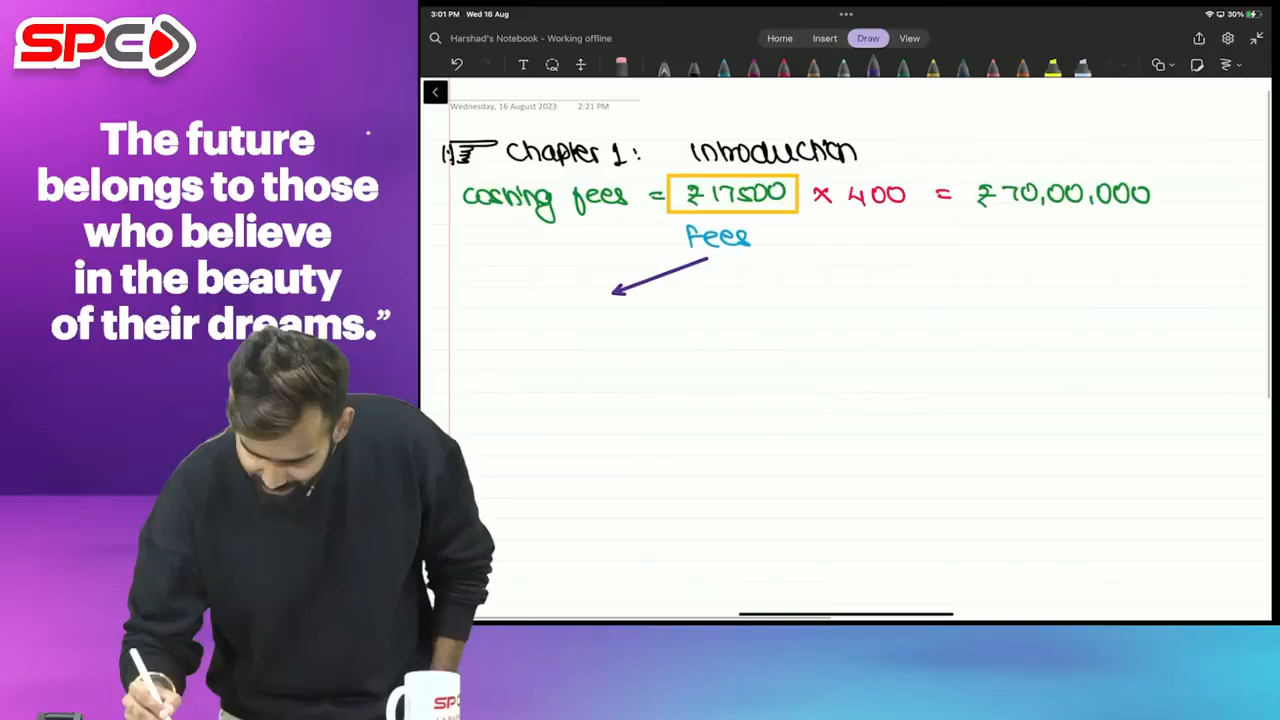 SPC
The future
belongs to those
who believe
in the beauty
of their dreams.”
3:01 PM Wed 16 Aug
30%
Harshad's Notebook - Working offline
Home Insert Draw View
Wednesday, 16 August 2023 2:21 PM
Chapter 1: Introduction
fees = ₹17500 × 400 = ₹70,00,000
Fees
SPC